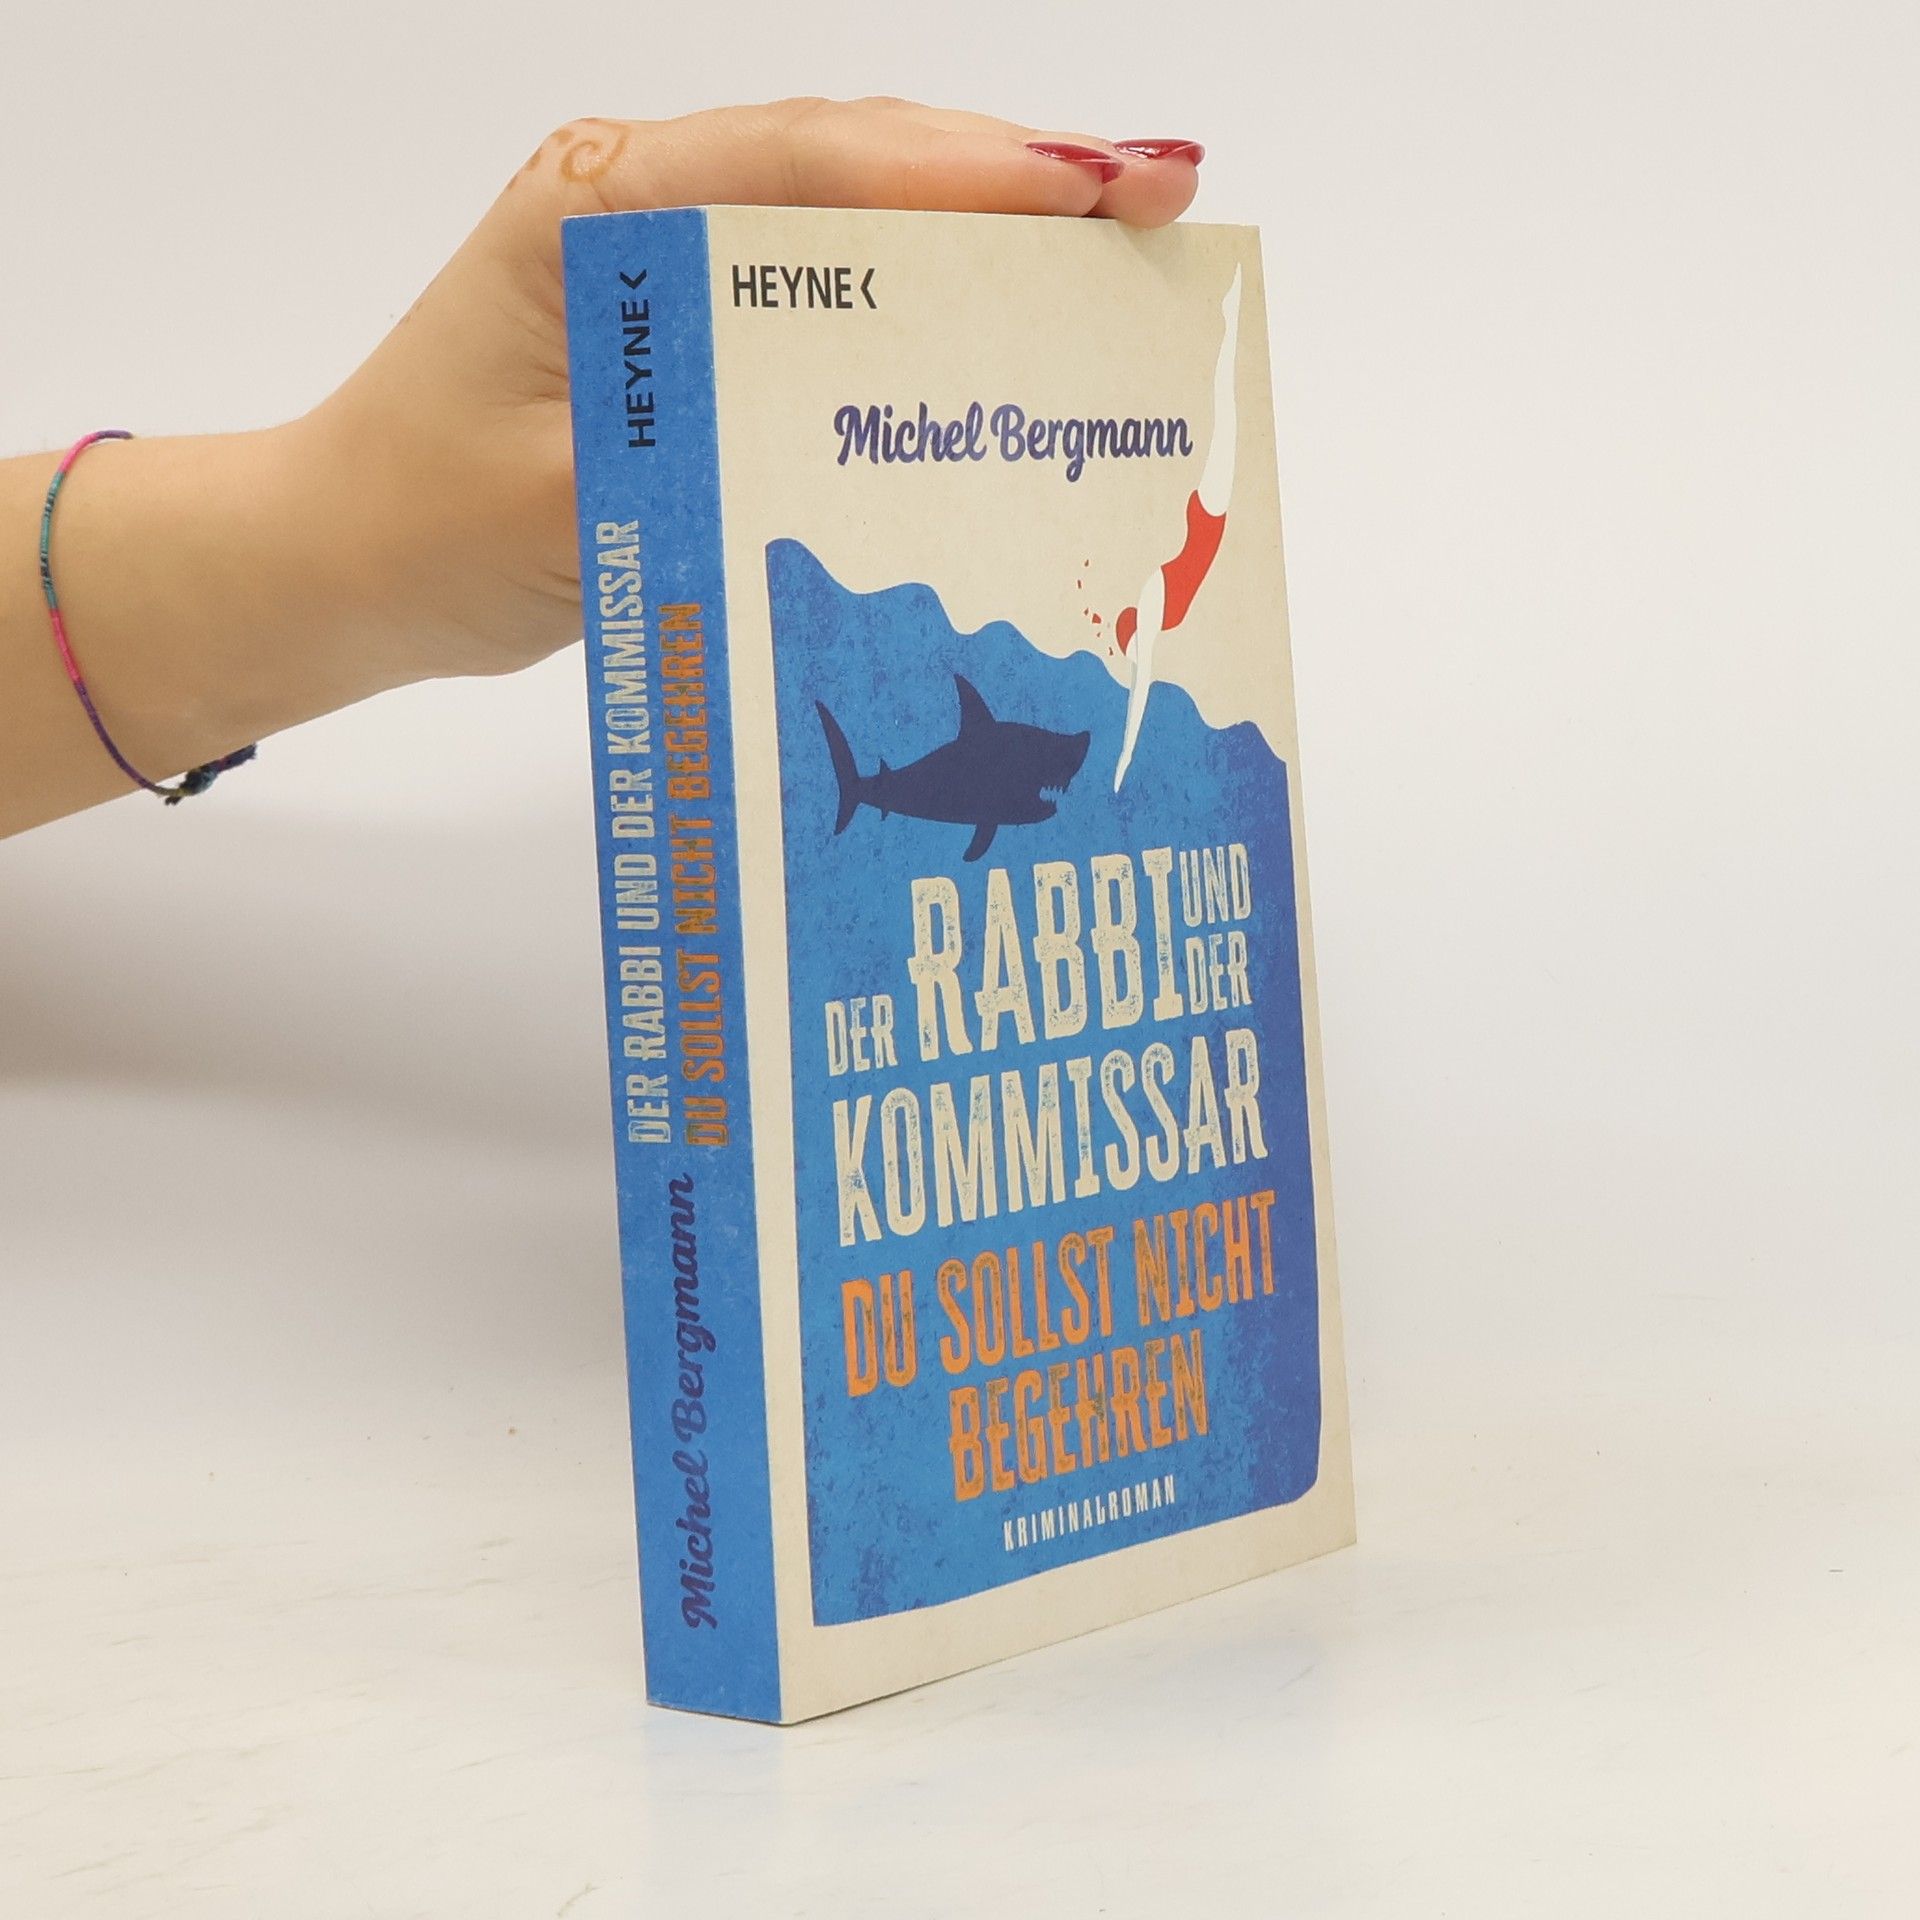 HEYNE<
DER RABBI UND DER KOMMISSAR
DU SOLLST NICHT BEGEHREN
Michel Bergmann
HEYNE<
Michel Bergmann
DER RABBI UND DER
KOMMISSAR
DU SOLLST NICHT
BEGEHREN
KRIMINALROMAN